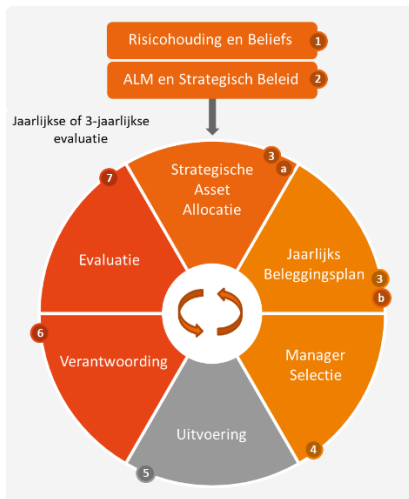 Risicohouding en Beliefs 1
ALM en Strategisch Beleid 2
Jaarlijkse of 3-jaarlijkse
evaluatie
3
a
Strategische
Asset
Allocatie
Jaarlijks
Beleggingsplan
3
b
Manager
Selectie
4
Uitvoering
5
Verantwoording
6
Evaluatie
7